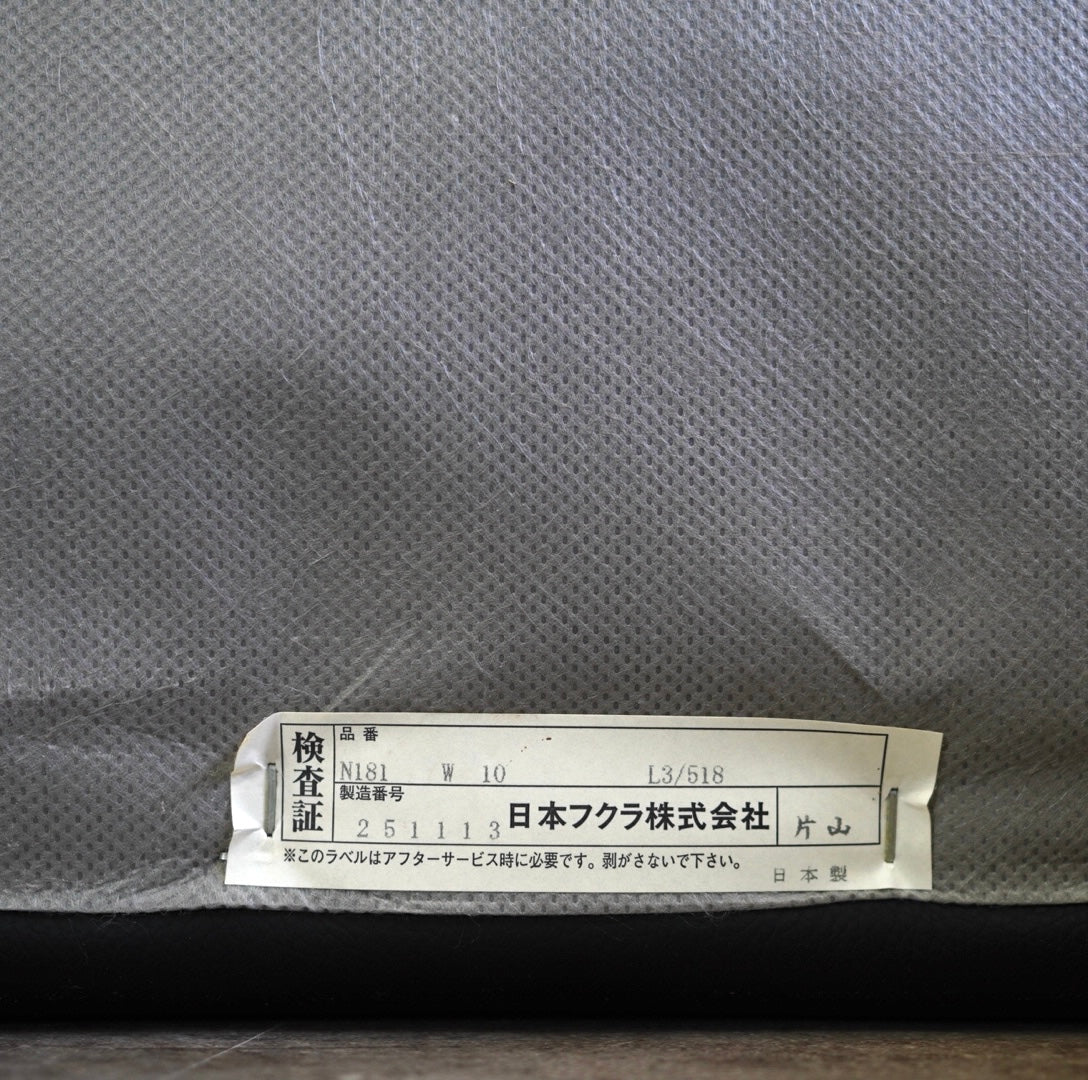 検査証
品番
N181 W 10 L3/518
製造番号
251113 日本フクラ株式会社 片山
※このラベルはアフターサービス時に必要です。剥がさないで下さい。
日本製